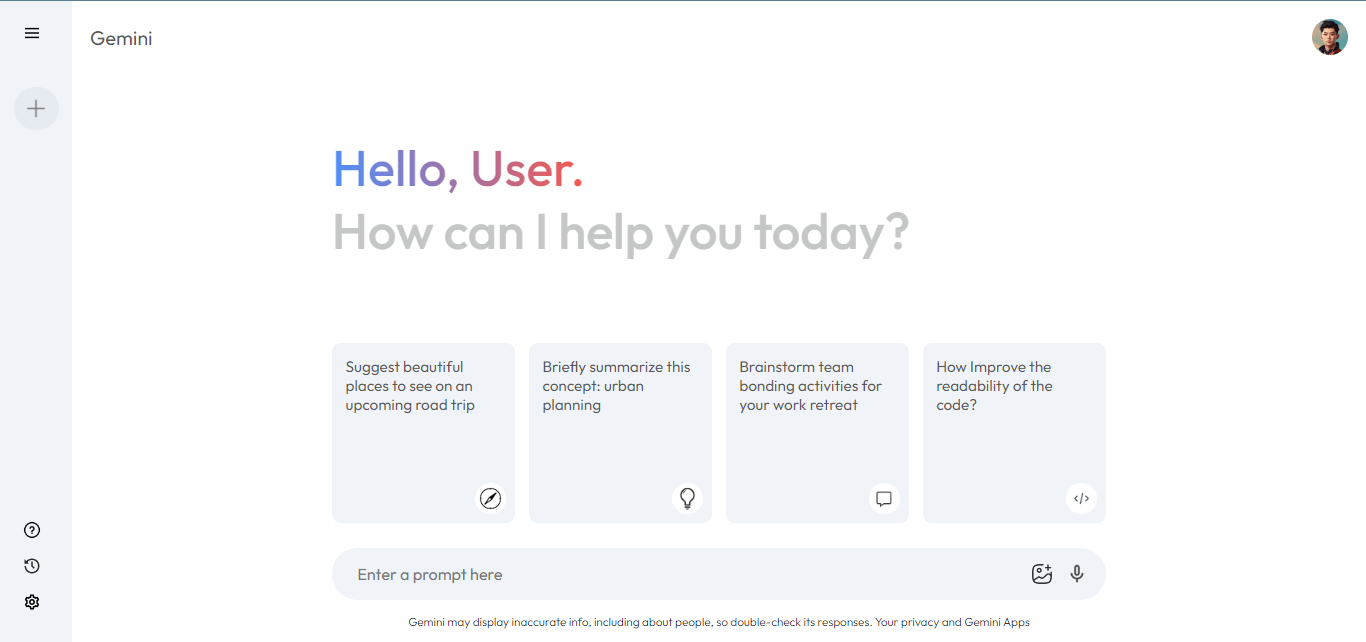 Gemini
Hello, User.
How can I help you today?
Suggest beautiful
places to see on an
upcoming road trip
Briefly summarize this
concept: urban
planning
Brainstorm team
bonding activities for
your work retreat
How Improve the
readability of the
code?
Enter a prompt here
Gemini may display inaccurate info, including about people, so double-check its responses. Your privacy and Gemini Apps